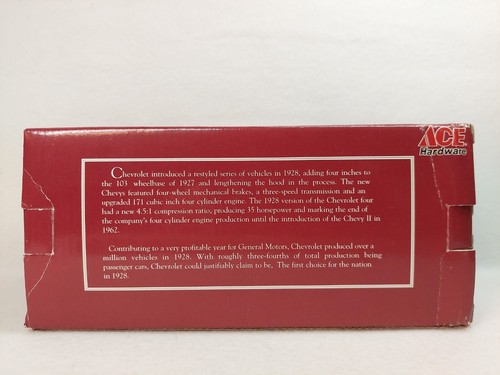 ACE
Hardware
Chevrolet introduced a restyled series of vehicles in 1928, adding four inches to
the 103 wheelbase of 1927 and lengthening the hood in the process. The new
Chevys featured four-wheel mechanical brakes, a three-speed transmission and an
upgraded 171 cubic inch four cylinder engine. The 1928 version of the Chevrolet four
had a new 4.5:1 compression ratio, producing 35 horsepower and marking the end of
the company's four cylinder engine production until the introduction of the Chevy II in
1962.
Contributing to a very profitable year for General Motors, Chevrolet produced over a
million vehicles in 1928. With roughly three-fourths of total production being
passenger cars, Chevrolet could justifiably claim to be, The first choice for the nation
in 1928.